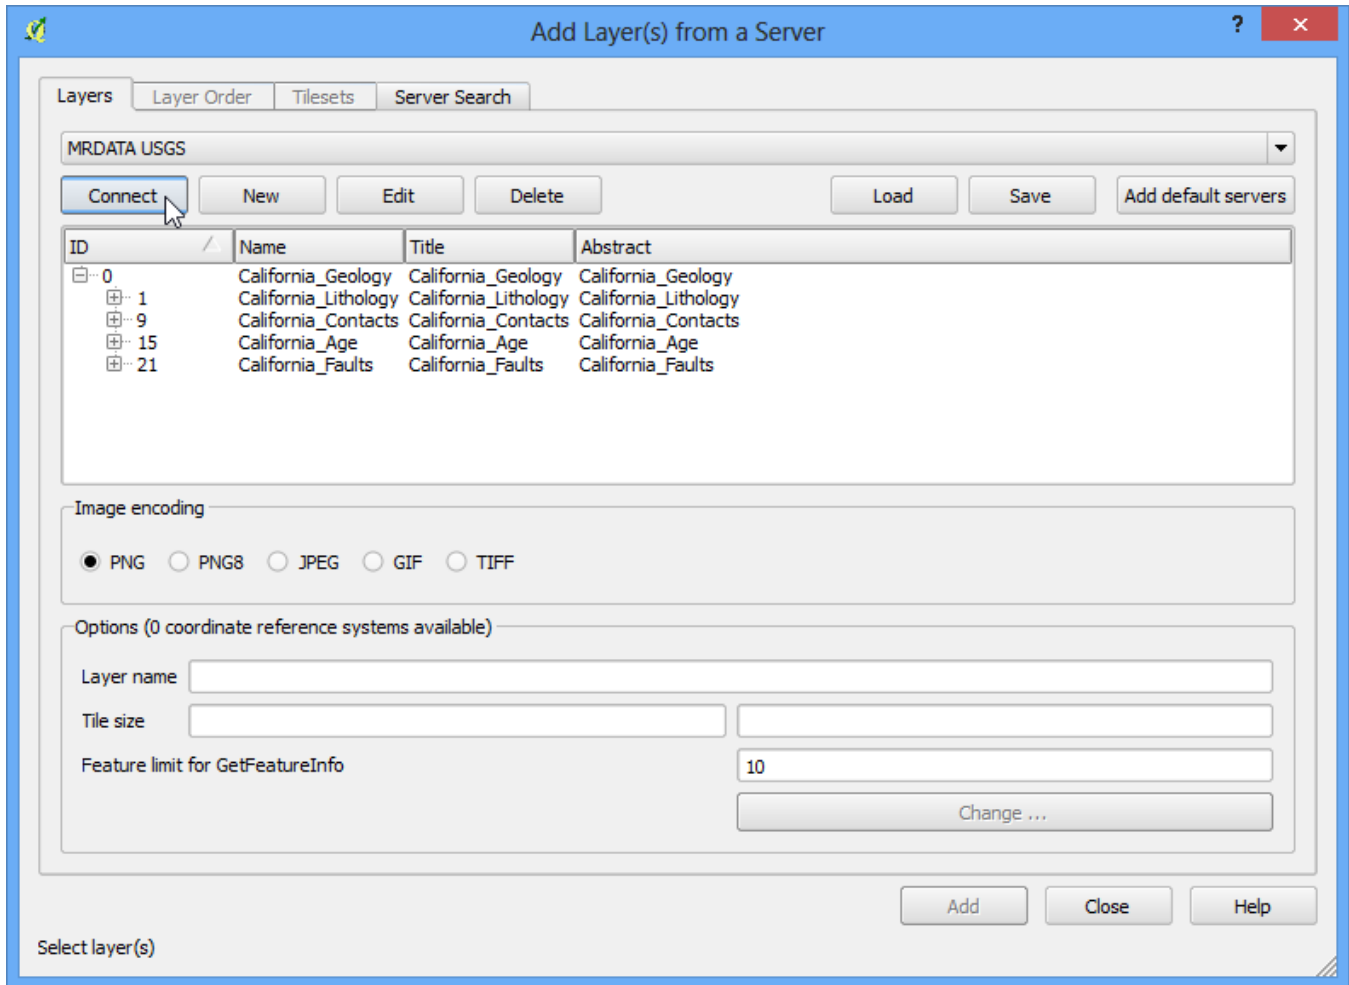 Add Layer(s) from a Server ?
Layers Layer Order Tilesets Server Search
MRDATA USGS
Connect New Edit Delete Load Save Add default servers
ID Name Title Abstract
0 California_Geology California_Geology California_Geology
1 California_Lithology California_Lithology California_Lithology
9 California_Contacts California_Contacts California_Contacts
15 California_Age California_Age California_Age
21 California_Faults California_Faults California_Faults
Image encoding
PNG PNG8 JPEG GIF TIFF
Options (0 coordinate reference systems available)
Layer name
Tile size
Feature limit for GetFeatureInfo 10
Change ...
Add Close Help
Select layer(s)